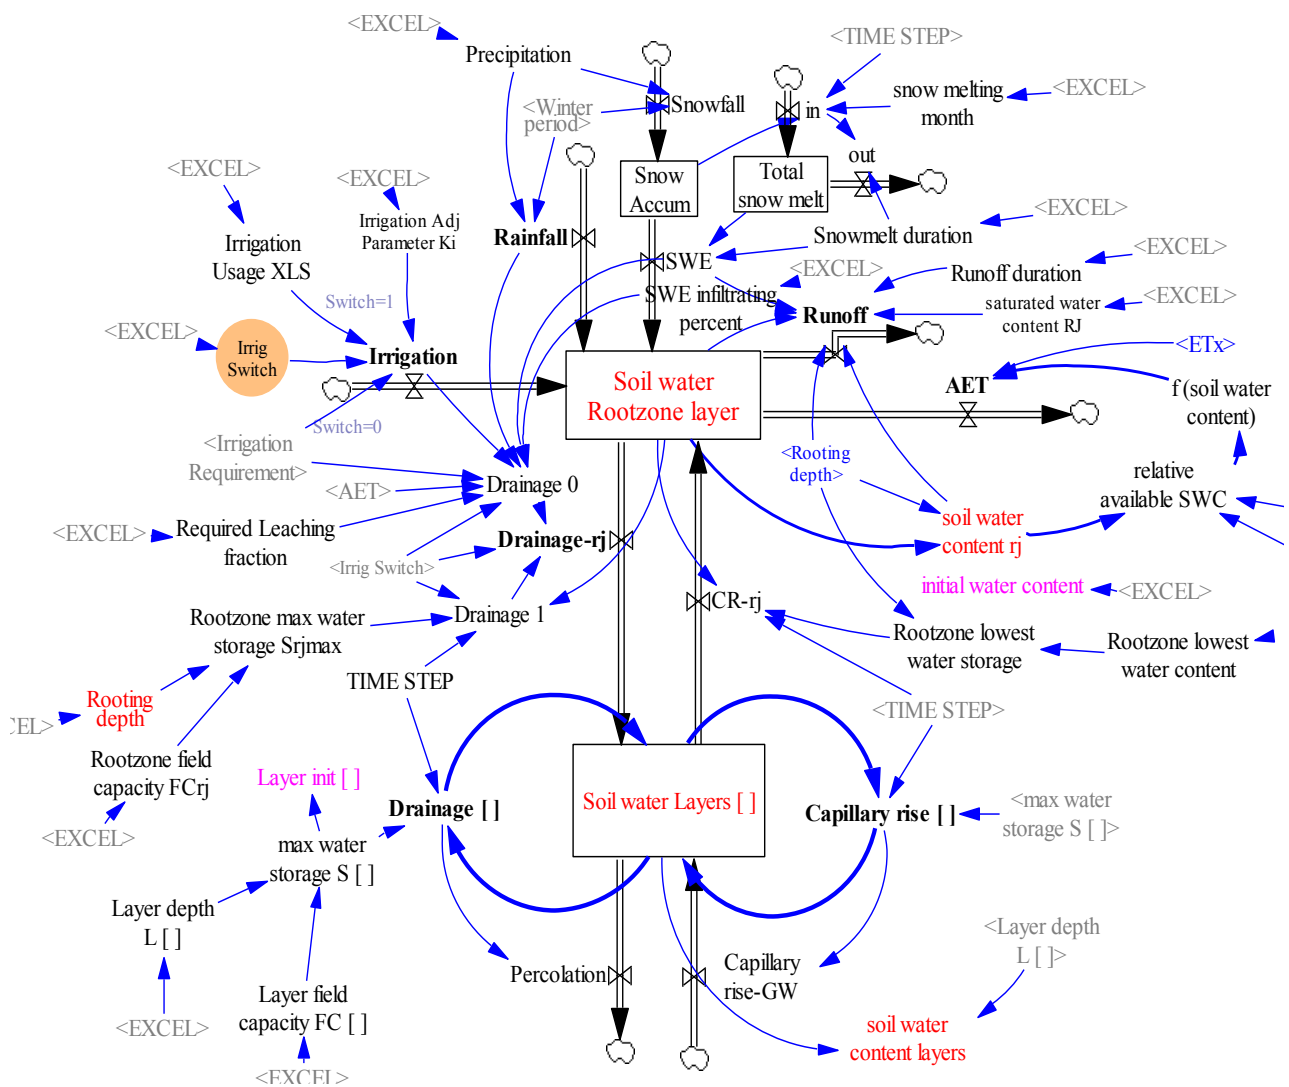 <EXCEL>
Precipitation
<TIME STEP>
<Winter
period>
Snowfall
in
snow melting
month
<EXCEL>
out
<EXCEL>
<EXCEL>
Snow
Accum
Total
snow melt
Irrigation Adj
Parameter Ki
Rainfall
<EXCEL>
Snowmelt duration
Irrigation
Usage XLS
SWE
<EXCEL>
<EXCEL>
Runoff duration
Switch=1
SWE infiltrating
percent
saturated water
content RJ
<EXCEL>
Runoff
<EXCEL>
Irrig
Switch
Irrigation
<ETx>
Soil water
Rootzone layer
AET
f (soil water
content)
Switch=0
<Irrigation
Requirement>
<Rooting
depth>
relative
available SWC
<AET>
Drainage 0
<EXCEL>
Required Leaching
fraction
Drainage-rj
soil water
content rj
<Irrig Switch>
initial water content
<EXCEL>
Rootzone max water
storage Srjmax
Drainage 1
CR-rj
Rootzone lowest
water storage
Rootzone lowest
water content
TIME STEP
<TIME STEP>
CEL>
Rooting
depth
Rootzone field
capacity FCrj
Layer init [ ]
<EXCEL>
Drainage [ ]
Soil water Layers [ ]
Capillary rise [ ]
<max water
storage S [ ]>
max water
storage S [ ]
Layer depth
L [ ]
<Layer depth
L [ ]>
Percolation
Capillary
rise-GW
Layer field
capacity FC [ ]
<EXCEL>
soil water
content layers
<EXCEL>